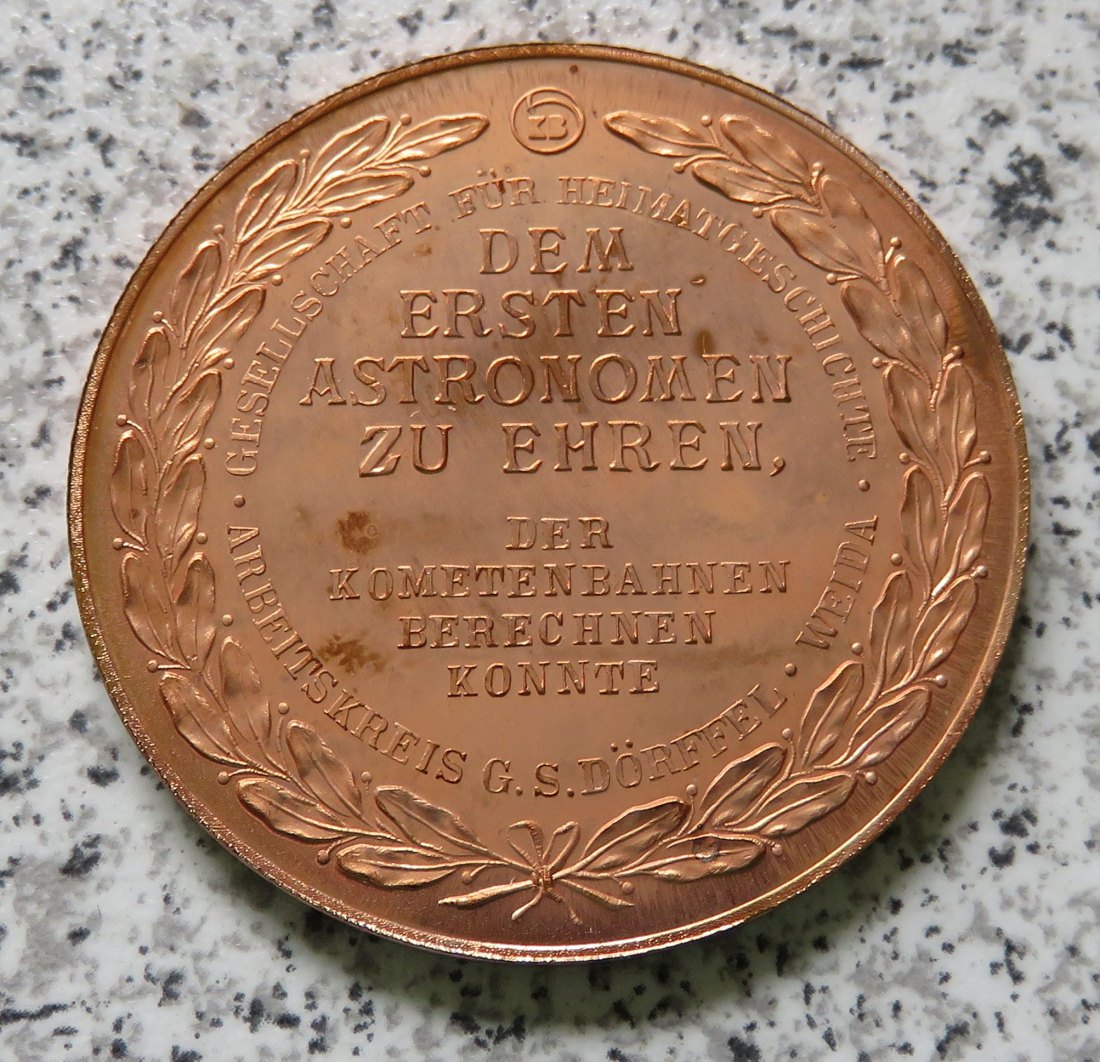 · GESELLSCHAFT FÜR HEIMATGESCHICHTE ·
DEM
ERSTEN
ASTRONOMEN
ZU EHREN,
DER
KOMETENBAHNEN
BERECHNEN
KONNTE
ARBEITSKREIS G.S.DÖRFFEL · WEIDA